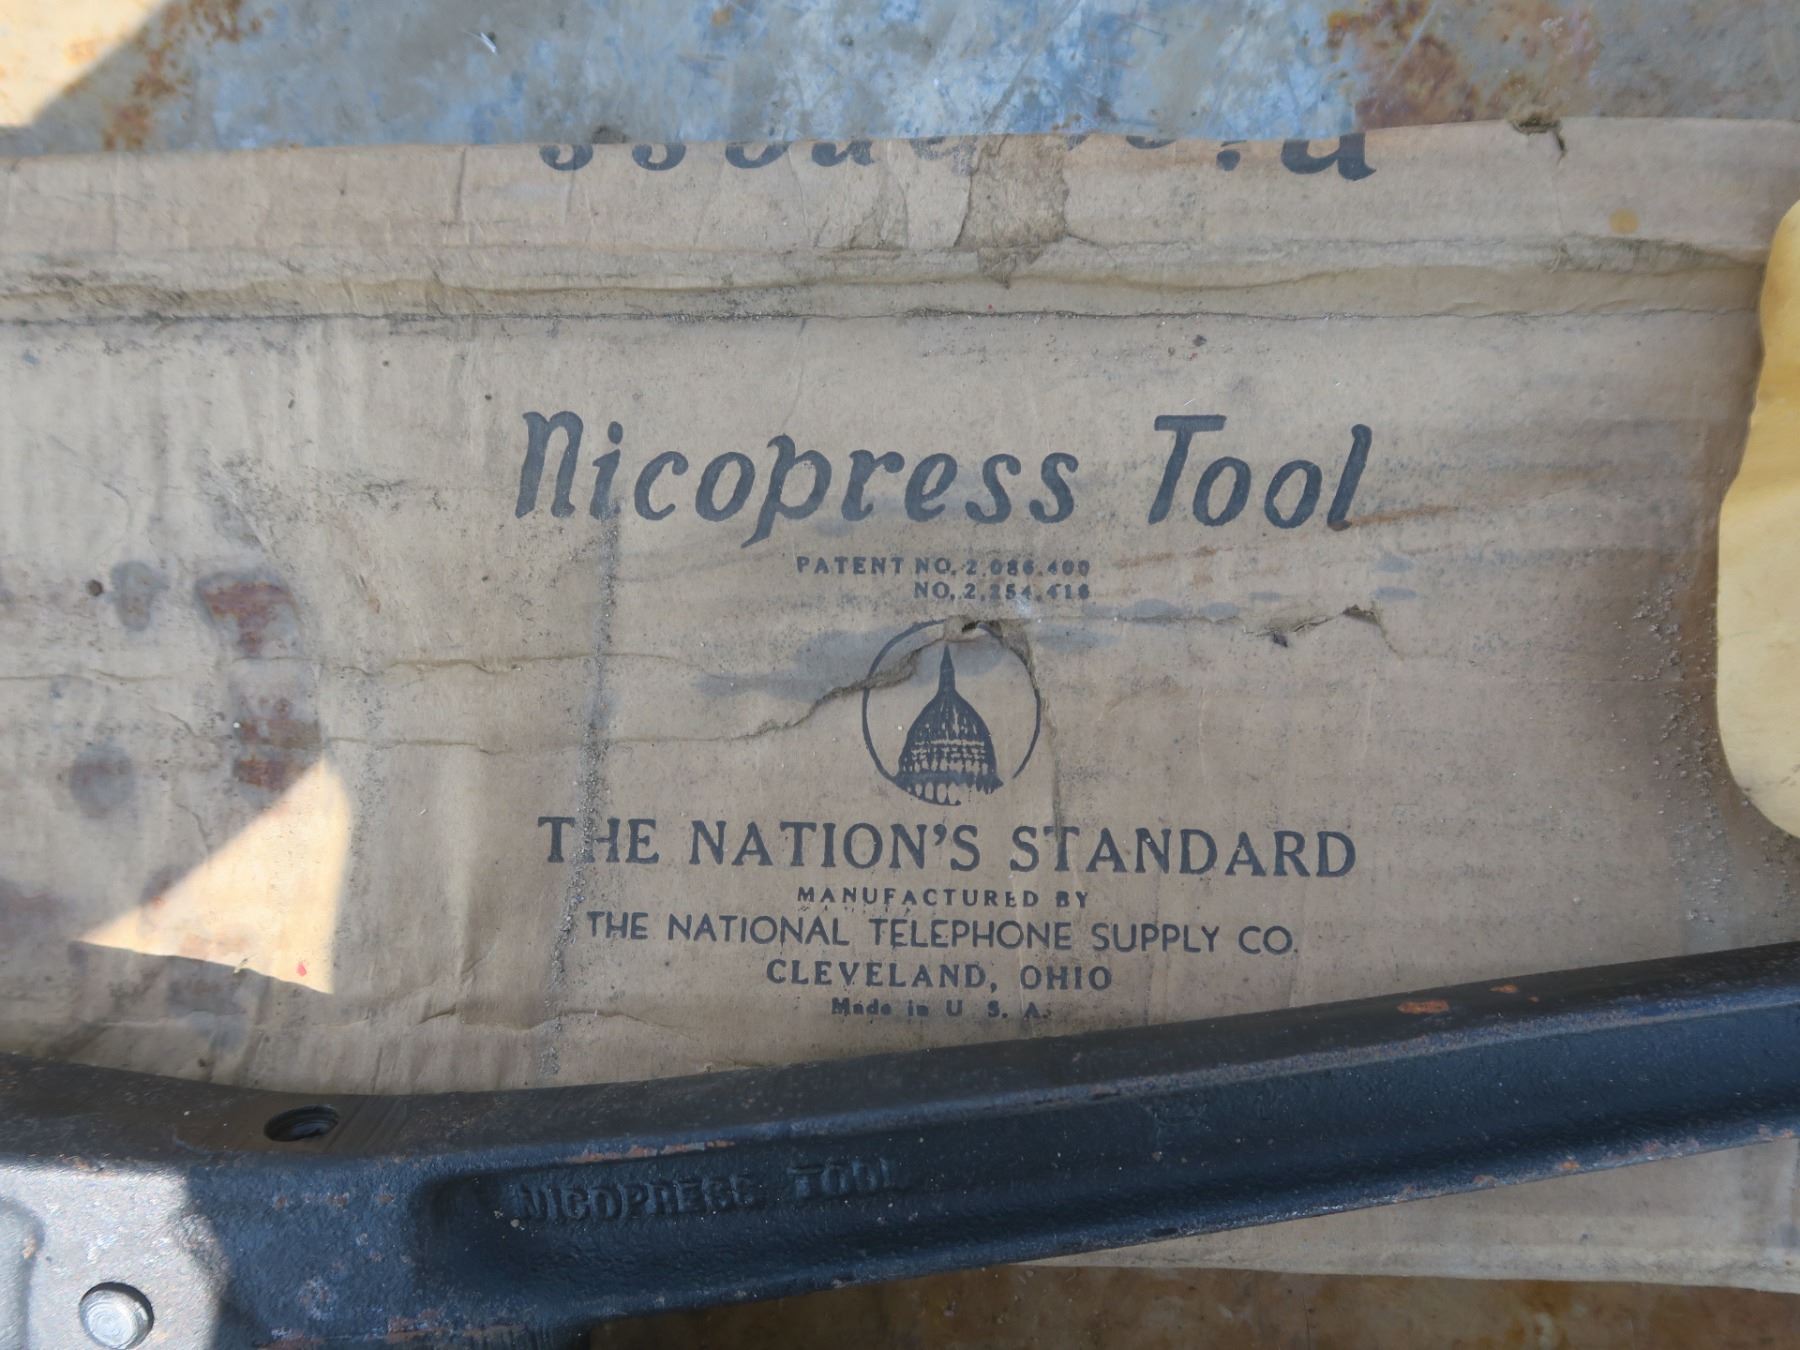 Nicopress Tool
PATENT NO. 2,086,400
NO. 2,254,416
THE NATION'S STANDARD
MANUFACTURED BY
THE NATIONAL TELEPHONE SUPPLY CO.
CLEVELAND, OHIO
Made in U. S. A.
NICOPRESS TOOL